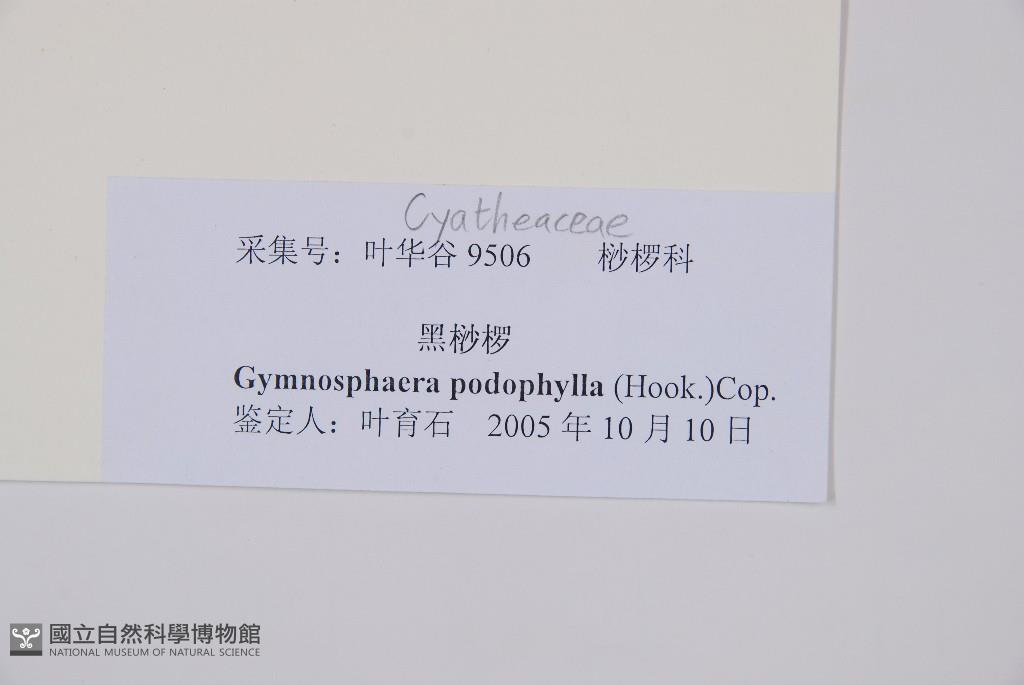 Cyatheaceae
采集号：叶华谷 9506 桫椤科
黑桫椤
Gymnosphaera podophylla (Hook.)Cop.
鉴定人：叶育石 2005 年 10 月 10 日
國立自然科學博物館
NATIONAL MUSEUM OF NATURAL SCIENCE